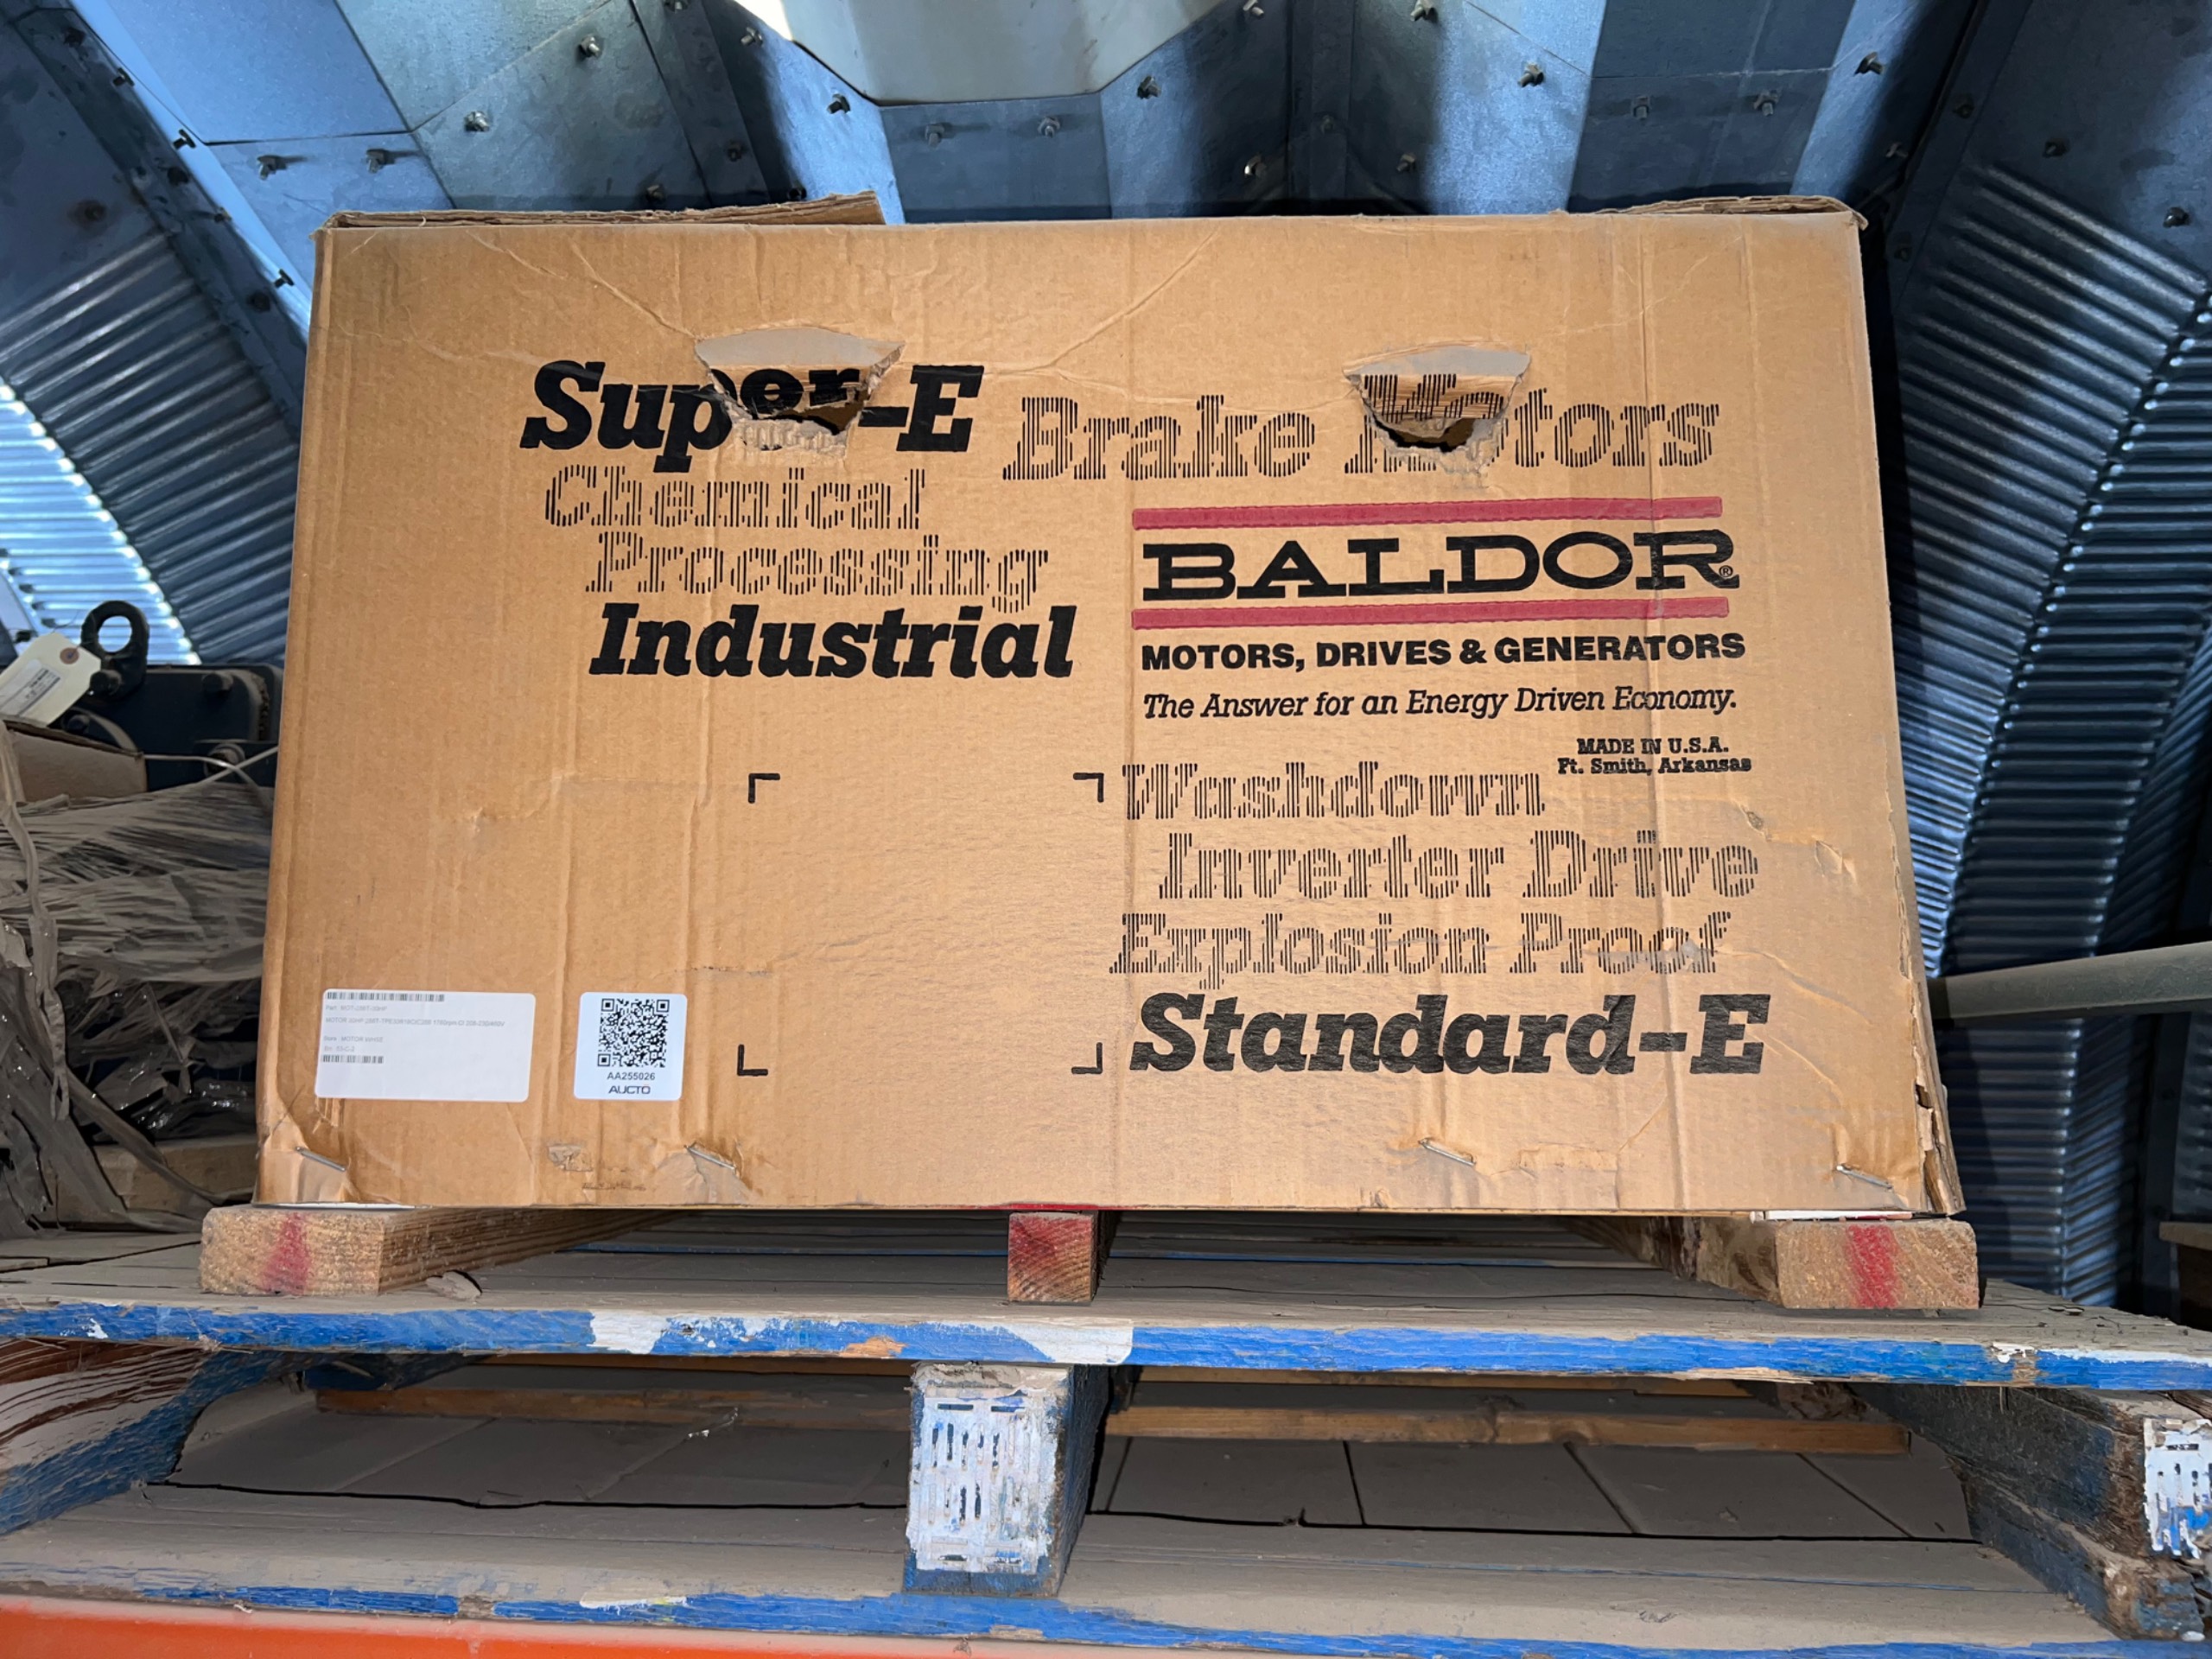 Super-E
Brake Motors
Chemical
Processing
Industrial
BALDOR®
MOTORS, DRIVES & GENERATORS
The Answer for an Energy Driven Economy.
MADE IN U.S.A.
Ft. Smith, Arkansas
Washdown
Inverter Drive
Explosion Proof
Standard-E
AA255026
AUCTO